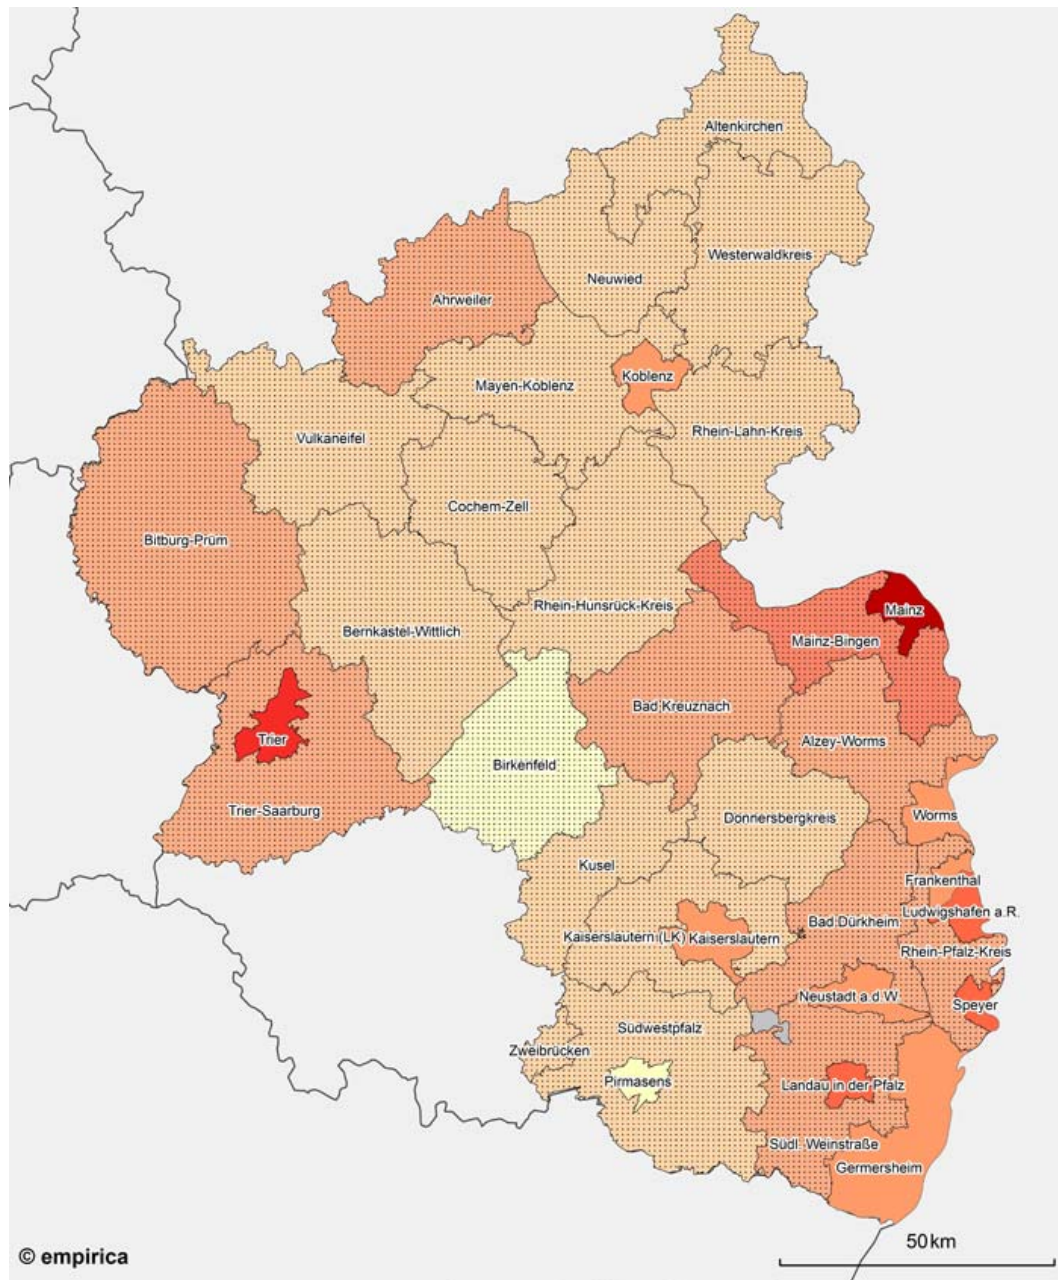 Altenkirchen
Westerwaldkreis
Neuwied
Ahrweiler
Koblenz
Mayen-Koblenz
Rhein-Lahn-Kreis
Vulkaneifel
Cochem-Zell
Bitburg-Prüm
Rhein-Hunsrück-Kreis
Mainz
Bernkastel-Wittlich
Mainz-Bingen
Bad Kreuznach
Trier
Alzey-Worms
Birkenfeld
Trier-Saarburg
Donnersbergkreis
Worms
Kusel
Frankenthal
Ludwigshafen a.R.
Bad Dürkheim
Kaiserslautern (LK)
Kaiserslautern
Rhein-Pfalz-Kreis
Neustadt a.d.W.
Speyer
Südwestpfalz
Zweibrücken
Pirmasens
Landau in der Pfalz
Südl. Weinstraße
Germersheim
50 km
© empirica